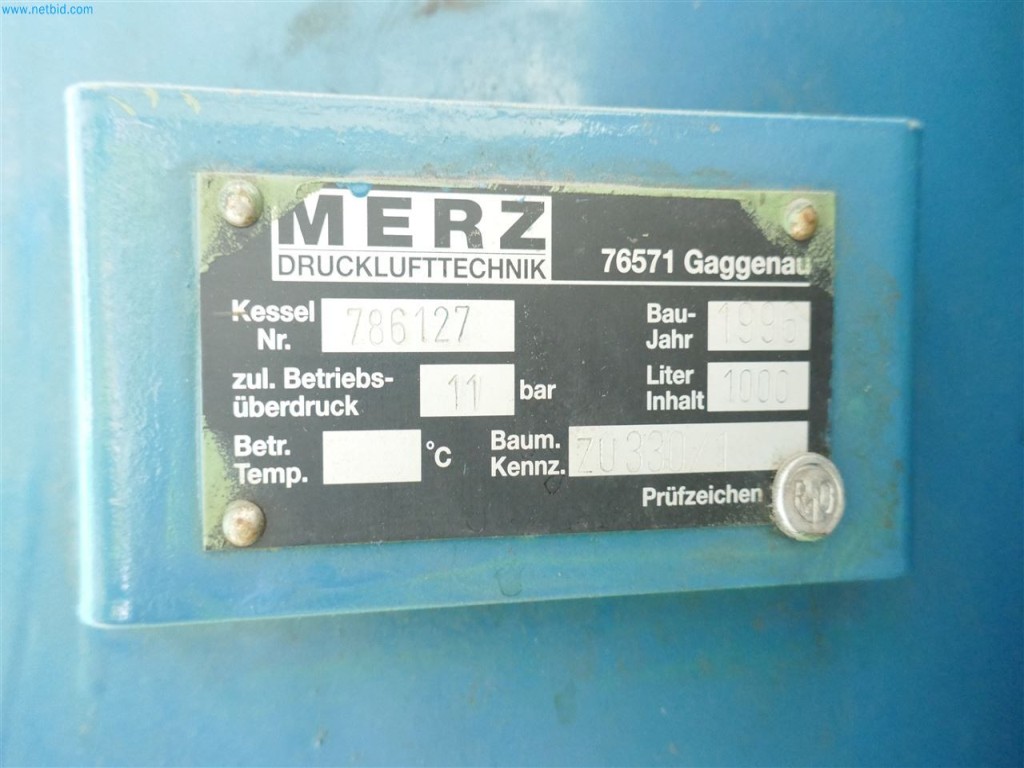 www.netbid.com
MERZ
DRUCKLUFTTECHNIK
76571 Gaggenau
Kessel Nr. 786127
Bau-Jahr
zul. Betriebs-überdruck 11 bar
Liter Inhalt 1000
Betr. Temp. °C
Baum. Kennz.
Prüfzeichen